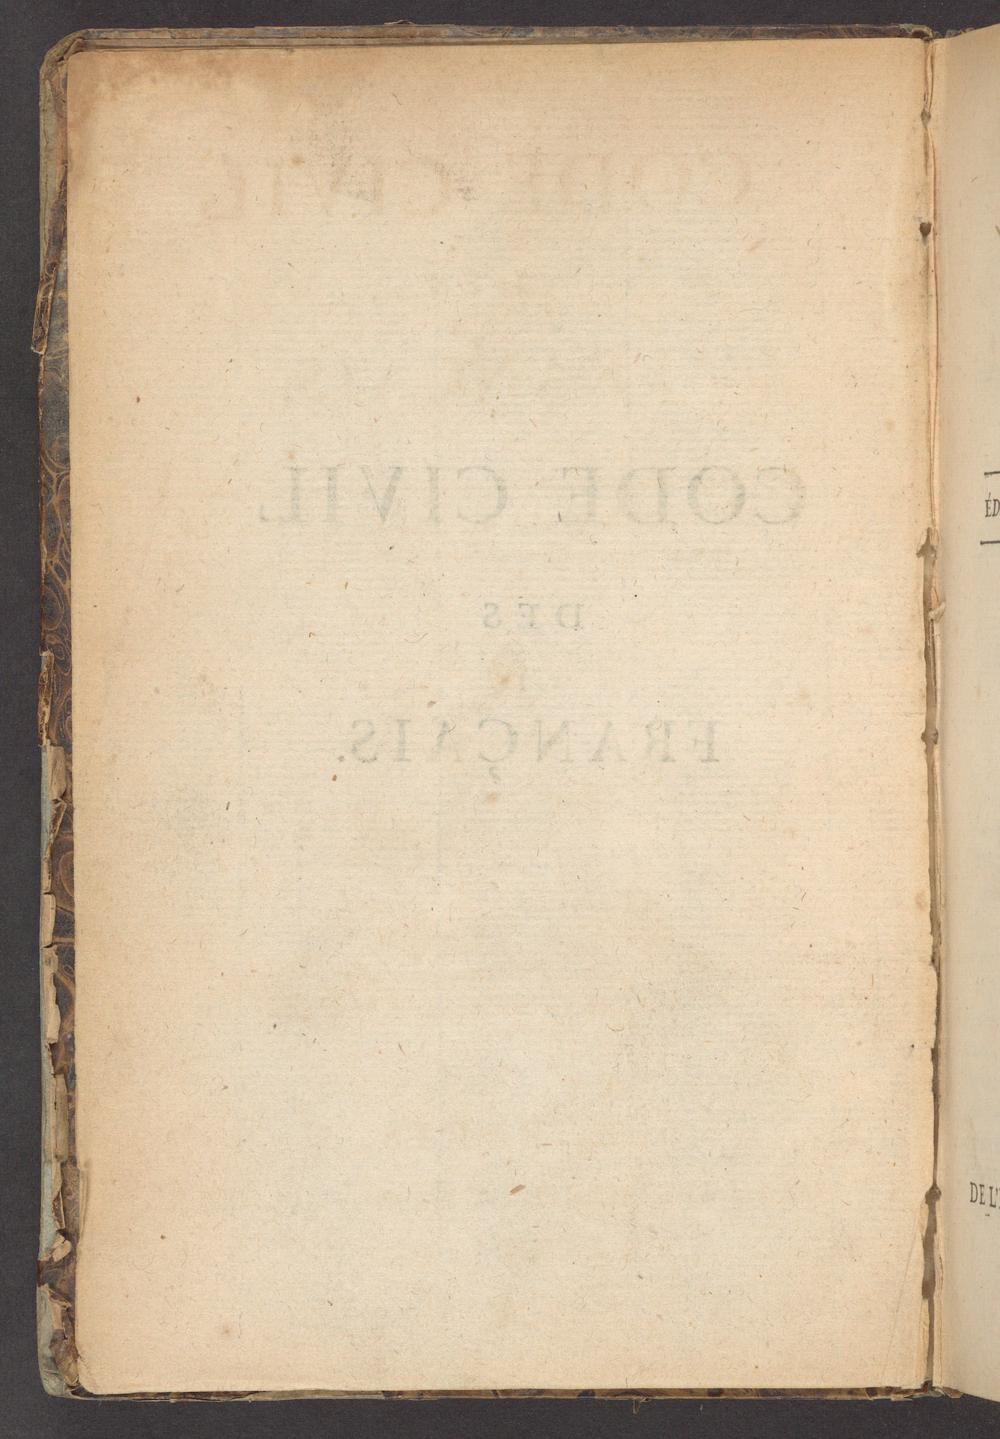 CODE CIVIL
CODE CIVIL
DES
FRANÇAIS.
ÉD
DE L'